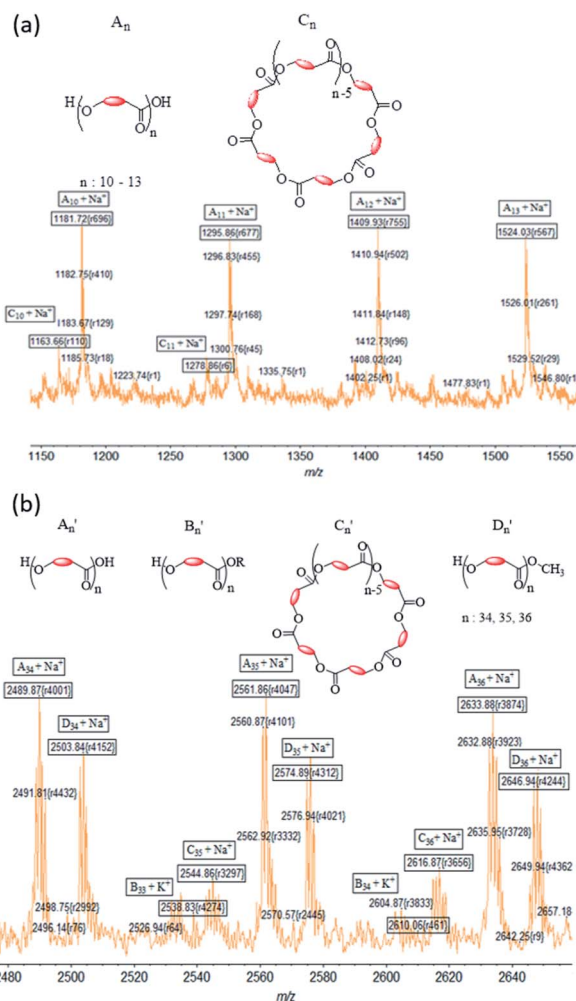 (a)
Aₙ
Cₙ
H
O
O
OH
n
O
O
O
O
O
O
O
O
O
O
O
n-5
n : 10 - 13
A₁₀ + Na⁺
1181.72{r696}
A₁₁ + Na⁺
1295.86{r677}
A₁₂ + Na⁺
1409.93{r755}
A₁₃ + Na⁺
1524.03{r567}
1182.75{r410}
1296.83{r455}
1410.94{r502}
1526.01{r261}
C₁₀ + Na⁺
1183.67{r129}
1163.66{r110}
1185.73{r18}
1297.74{r168}
C₁₁ + Na⁺
1300.76{r45}
1278.86{r6}
1411.84{r148}
1412.73{r96}
1408.02{r24}
1402.25{r1}
1223.74{r1}
1335.75{r1}
1477.83{r1}
1529.52{r29}
1546.80{r1
1150 1200 1250 1300 1350 1400 1450 1500 1550
m/z
(b)
Aₙ'
Bₙ'
Cₙ'
Dₙ'
H
O
O
OH
n
H
O
O
OR
n
n-5
H
O
O
O
CH₃
n
n : 34, 35, 36
A₃₄ + Na⁺
2489.87{r4001}
D₃₄ + Na⁺
2503.84{r4152}
A₃₅ + Na⁺
2561.86{r4047}
2560.87{r4101}
D₃₅ + Na⁺
2574.89{r4312}
A₃₆ + Na⁺
2633.88{r3874}
2632.88{r3923}
D₃₆ + Na⁺
2646.94{r4244}
2491.81{r4432}
2576.94{r4021}
2562.92{r3332}
2635.95{r3728}
2649.94{r4362
C₃₅ + Na⁺
2544.86{r3297}
B₃₃ + K⁺
2538.83{r4274}
C₃₆ + Na⁺
2616.87{r3656}
B₃₄ + K⁺
2604.87{r3833}
2610.06{r461}
2498.75{r2992}
2496.14{r76}
2526.94{r64}
2570.57{r2445}
2657.18
2642.25{r9}
2480 2500 2520 2540 2560 2580 2600 2620 2640
m/z